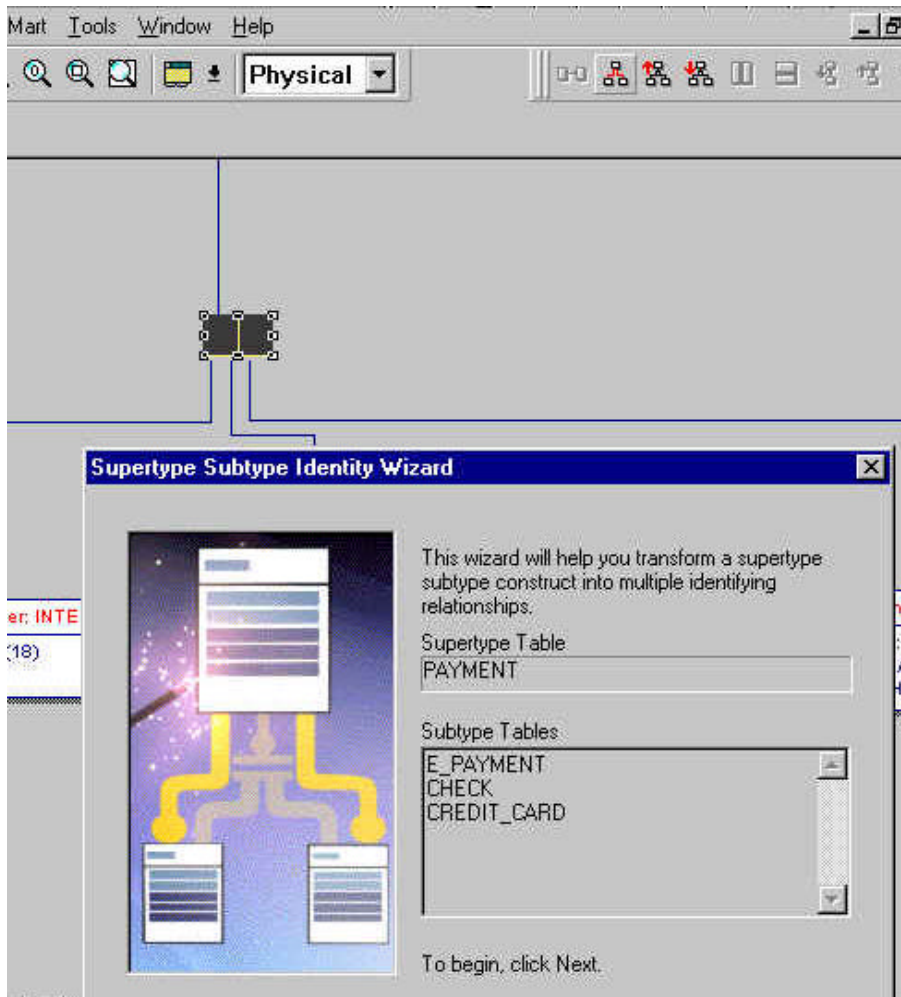 Mart Tools Window Help
Physical
Supertype Subtype Identity Wizard
This wizard will help you transform a supertype
subtype construct into multiple identifying
relationships.
er: INTE
(18)
Supertype Table
PAYMENT
Subtype Tables
E_PAYMENT
CHECK
CREDIT_CARD
To begin, click Next.